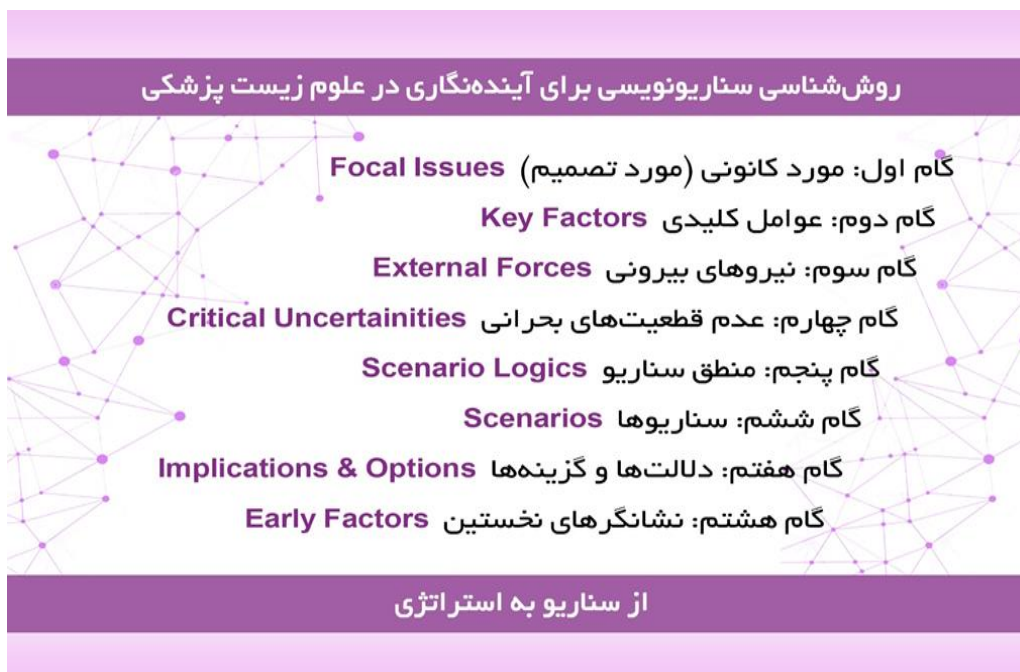 روش‌شناسی سناریونویسی برای آینده‌نگاری در علوم زیست پزشکی
گام اول: مورد کانونی (مورد تصمیم) Focal Issues
گام دوم: عوامل کلیدی Key Factors
گام سوم: نیروهای بیرونی External Forces
گام چهارم: عدم قطعیت‌های بحرانی Critical Uncertainities
گام پنجم: منطق سناریو Scenario Logics
گام ششم: سناریوها Scenarios
گام هفتم: دلالت‌ها و گزینه‌ها Implications & Options
گام هشتم: نشانگرهای نخستین Early Factors
از سناریو به استراتژی